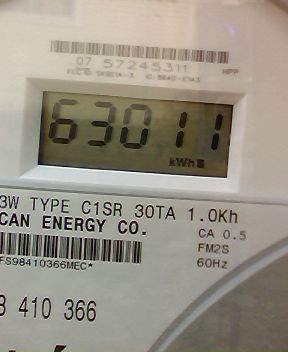 07 57245311
HPP
63011
kWh
3W TYPE C1SR 30TA 1.0Kh
CAN ENERGY CO.
CA 0.5
FM2S
FS98410366MEC*
60Hz
410 366